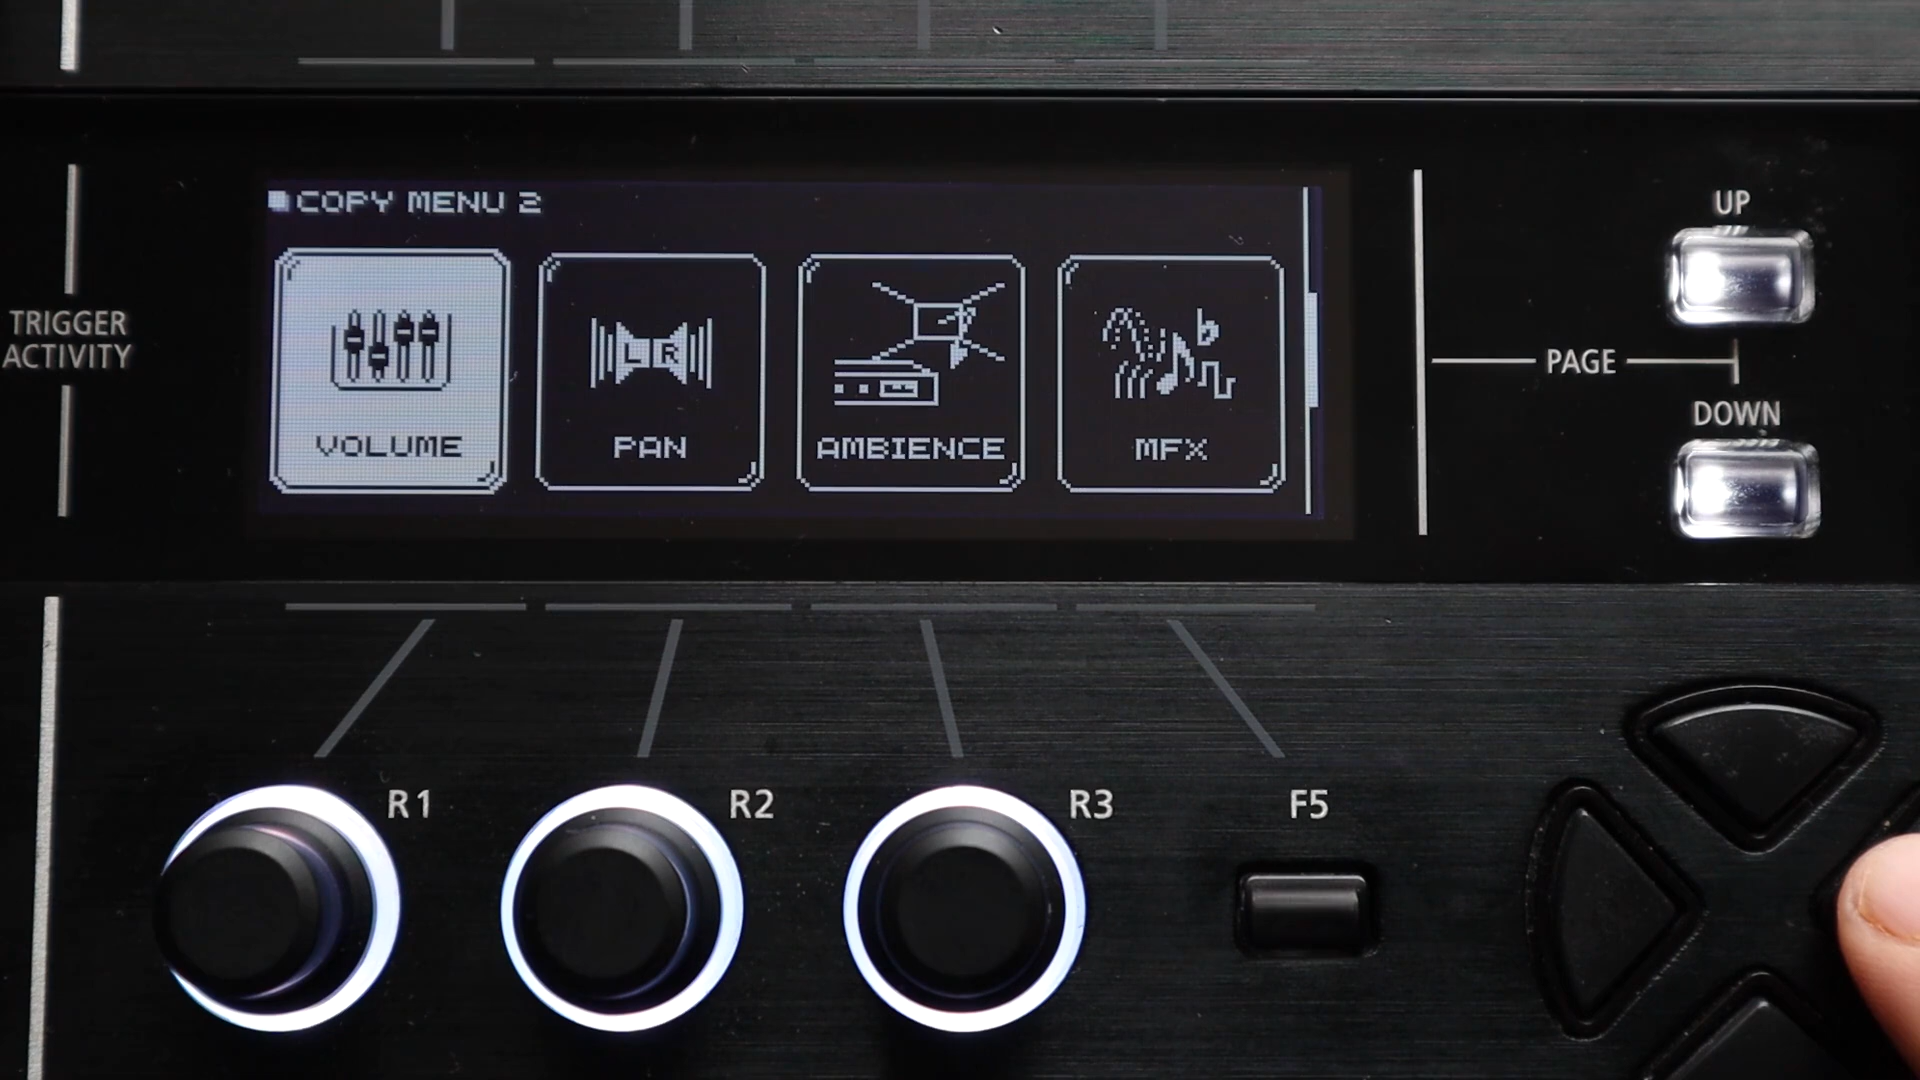 COPY MENU 2
UP
TRIGGER
ACTIVITY
L R
PAGE
DOWN
VOLUME
PAN
AMBIENCE
MFX
R1
R2
R3
F5